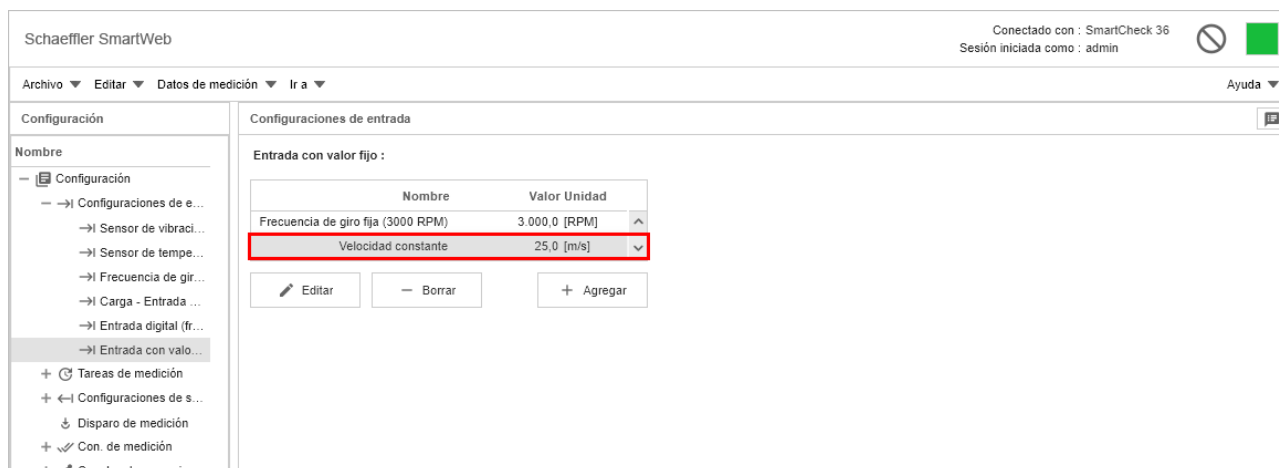 Schaeffler SmartWeb
Conectado con : SmartCheck 36
Sesión iniciada como : admin
Archivo Editar Datos de medición Ir a Ayuda
Configuración
Nombre
Configuración
Configuraciones de e...
Sensor de vibraci...
Sensor de tempe...
Frecuencia de gir...
Carga - Entrada ...
Entrada digital (fr...
Entrada con valo...
Tareas de medición
Configuraciones de s...
Disparo de medición
Con. de medición
Configuraciones de entrada
Entrada con valor fijo :
Nombre Valor Unidad
Frecuencia de giro fija (3000 RPM) 3.000,0 [RPM]
Velocidad constante 25,0 [m/s]
Editar Borrar Agregar